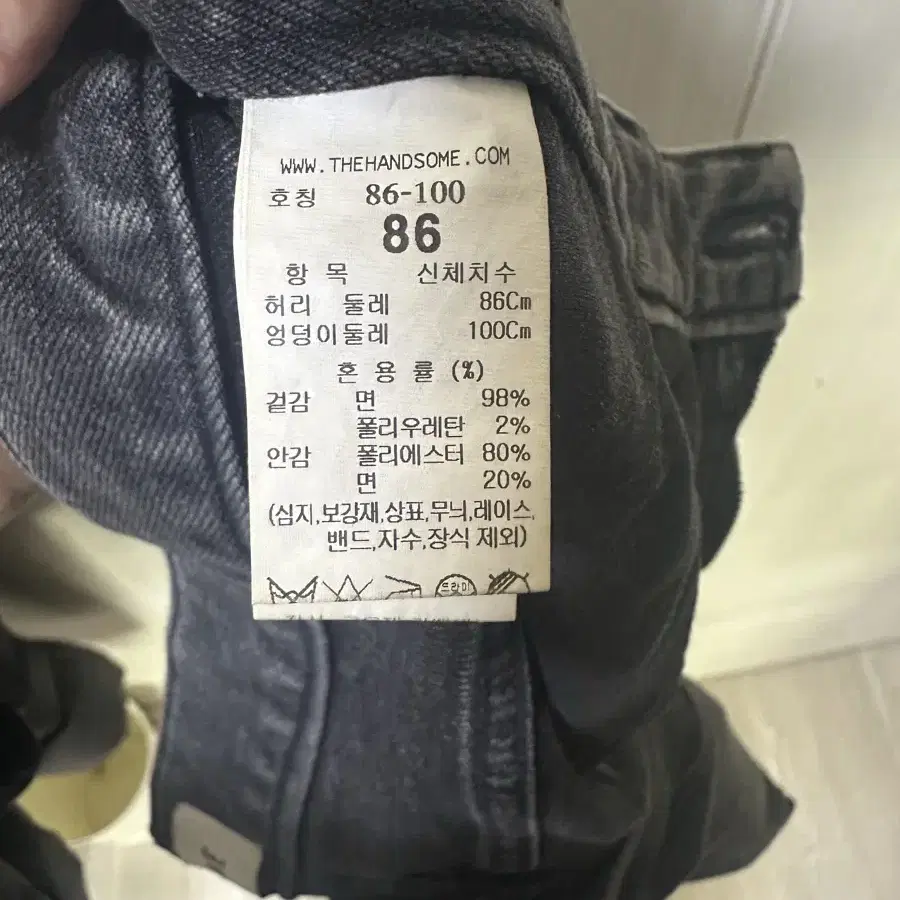 WWW.THEHANDSOME.COM
호칭 86-100
86
항 목 신체치수
허리 둘레 86Cm
엉덩이둘레 100Cm
혼 용 률 (%)
겉감 면 98%
폴리우레탄 2%
안감 폴리에스터 80%
면 20%
(심지,보강재,상표,무늬,레이스,
밴드,자수,장식 제외)
드라이